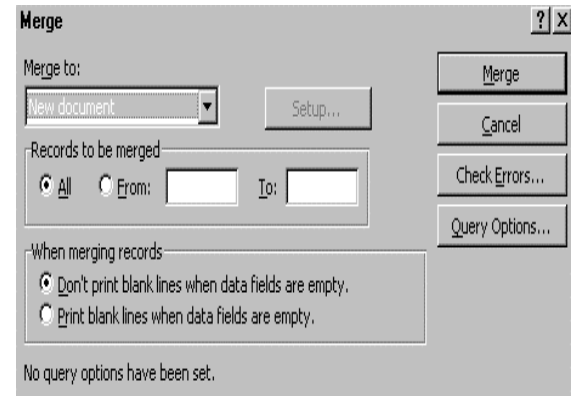 Merge ? X
Merge to:
Merge
New document
Setup...
Cancel
Records to be merged
All From: To:
Check Errors...
Query Options...
When merging records
Don't print blank lines when data fields are empty.
Print blank lines when data fields are empty.
No query options have been set.